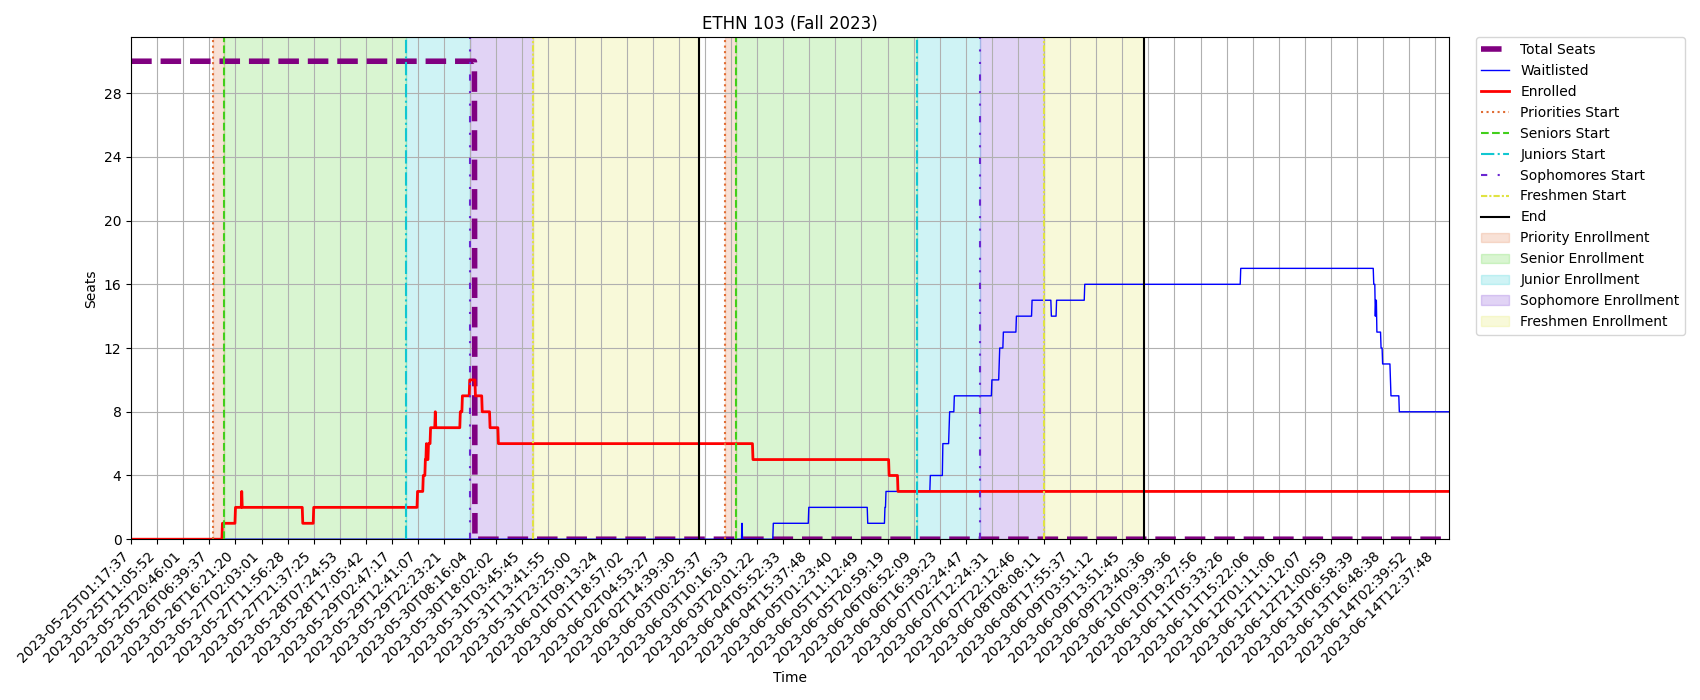 ETHN 103 (Fall 2023)
Total Seats
Waitlisted
Enrolled
Priorities Start
Seniors Start
Juniors Start
Sophomores Start
Freshmen Start
End
Priority Enrollment
Senior Enrollment
Junior Enrollment
Sophomore Enrollment
Freshmen Enrollment
Seats
28
24
20
16
12
8
4
0
2023-05-25T01:17:37
2023-05-25T11:05:52
2023-05-25T20:46:01
2023-05-26T06:39:37
2023-05-26T16:21:20
2023-05-27T02:03:01
2023-05-27T11:56:28
2023-05-27T21:37:25
2023-05-28T07:24:53
2023-05-28T17:05:42
2023-05-29T02:47:17
2023-05-29T12:41:07
2023-05-29T22:23:21
2023-05-30T08:16:04
2023-05-30T18:02:02
2023-05-31T03:45:45
2023-05-31T13:41:55
2023-05-31T23:25:00
2023-06-01T09:13:24
2023-06-01T18:57:02
2023-06-02T04:53:27
2023-06-02T14:39:30
2023-06-03T00:25:37
2023-06-03T10:16:33
2023-06-03T20:01:22
2023-06-04T05:52:33
2023-06-04T15:37:48
2023-06-05T01:23:40
2023-06-05T11:12:49
2023-06-05T20:59:19
2023-06-06T06:52:09
2023-06-06T16:39:23
2023-06-07T02:24:47
2023-06-07T12:24:31
2023-06-07T22:12:46
2023-06-08T08:08:11
2023-06-08T17:55:37
2023-06-09T03:51:12
2023-06-09T13:51:45
2023-06-09T23:40:36
2023-06-10T09:39:36
2023-06-10T19:27:56
2023-06-11T05:33:26
2023-06-11T15:22:06
2023-06-12T01:11:06
2023-06-12T11:12:07
2023-06-12T21:00:59
2023-06-13T06:58:39
2023-06-13T16:48:38
2023-06-14T02:39:52
2023-06-14T12:37:48
Time